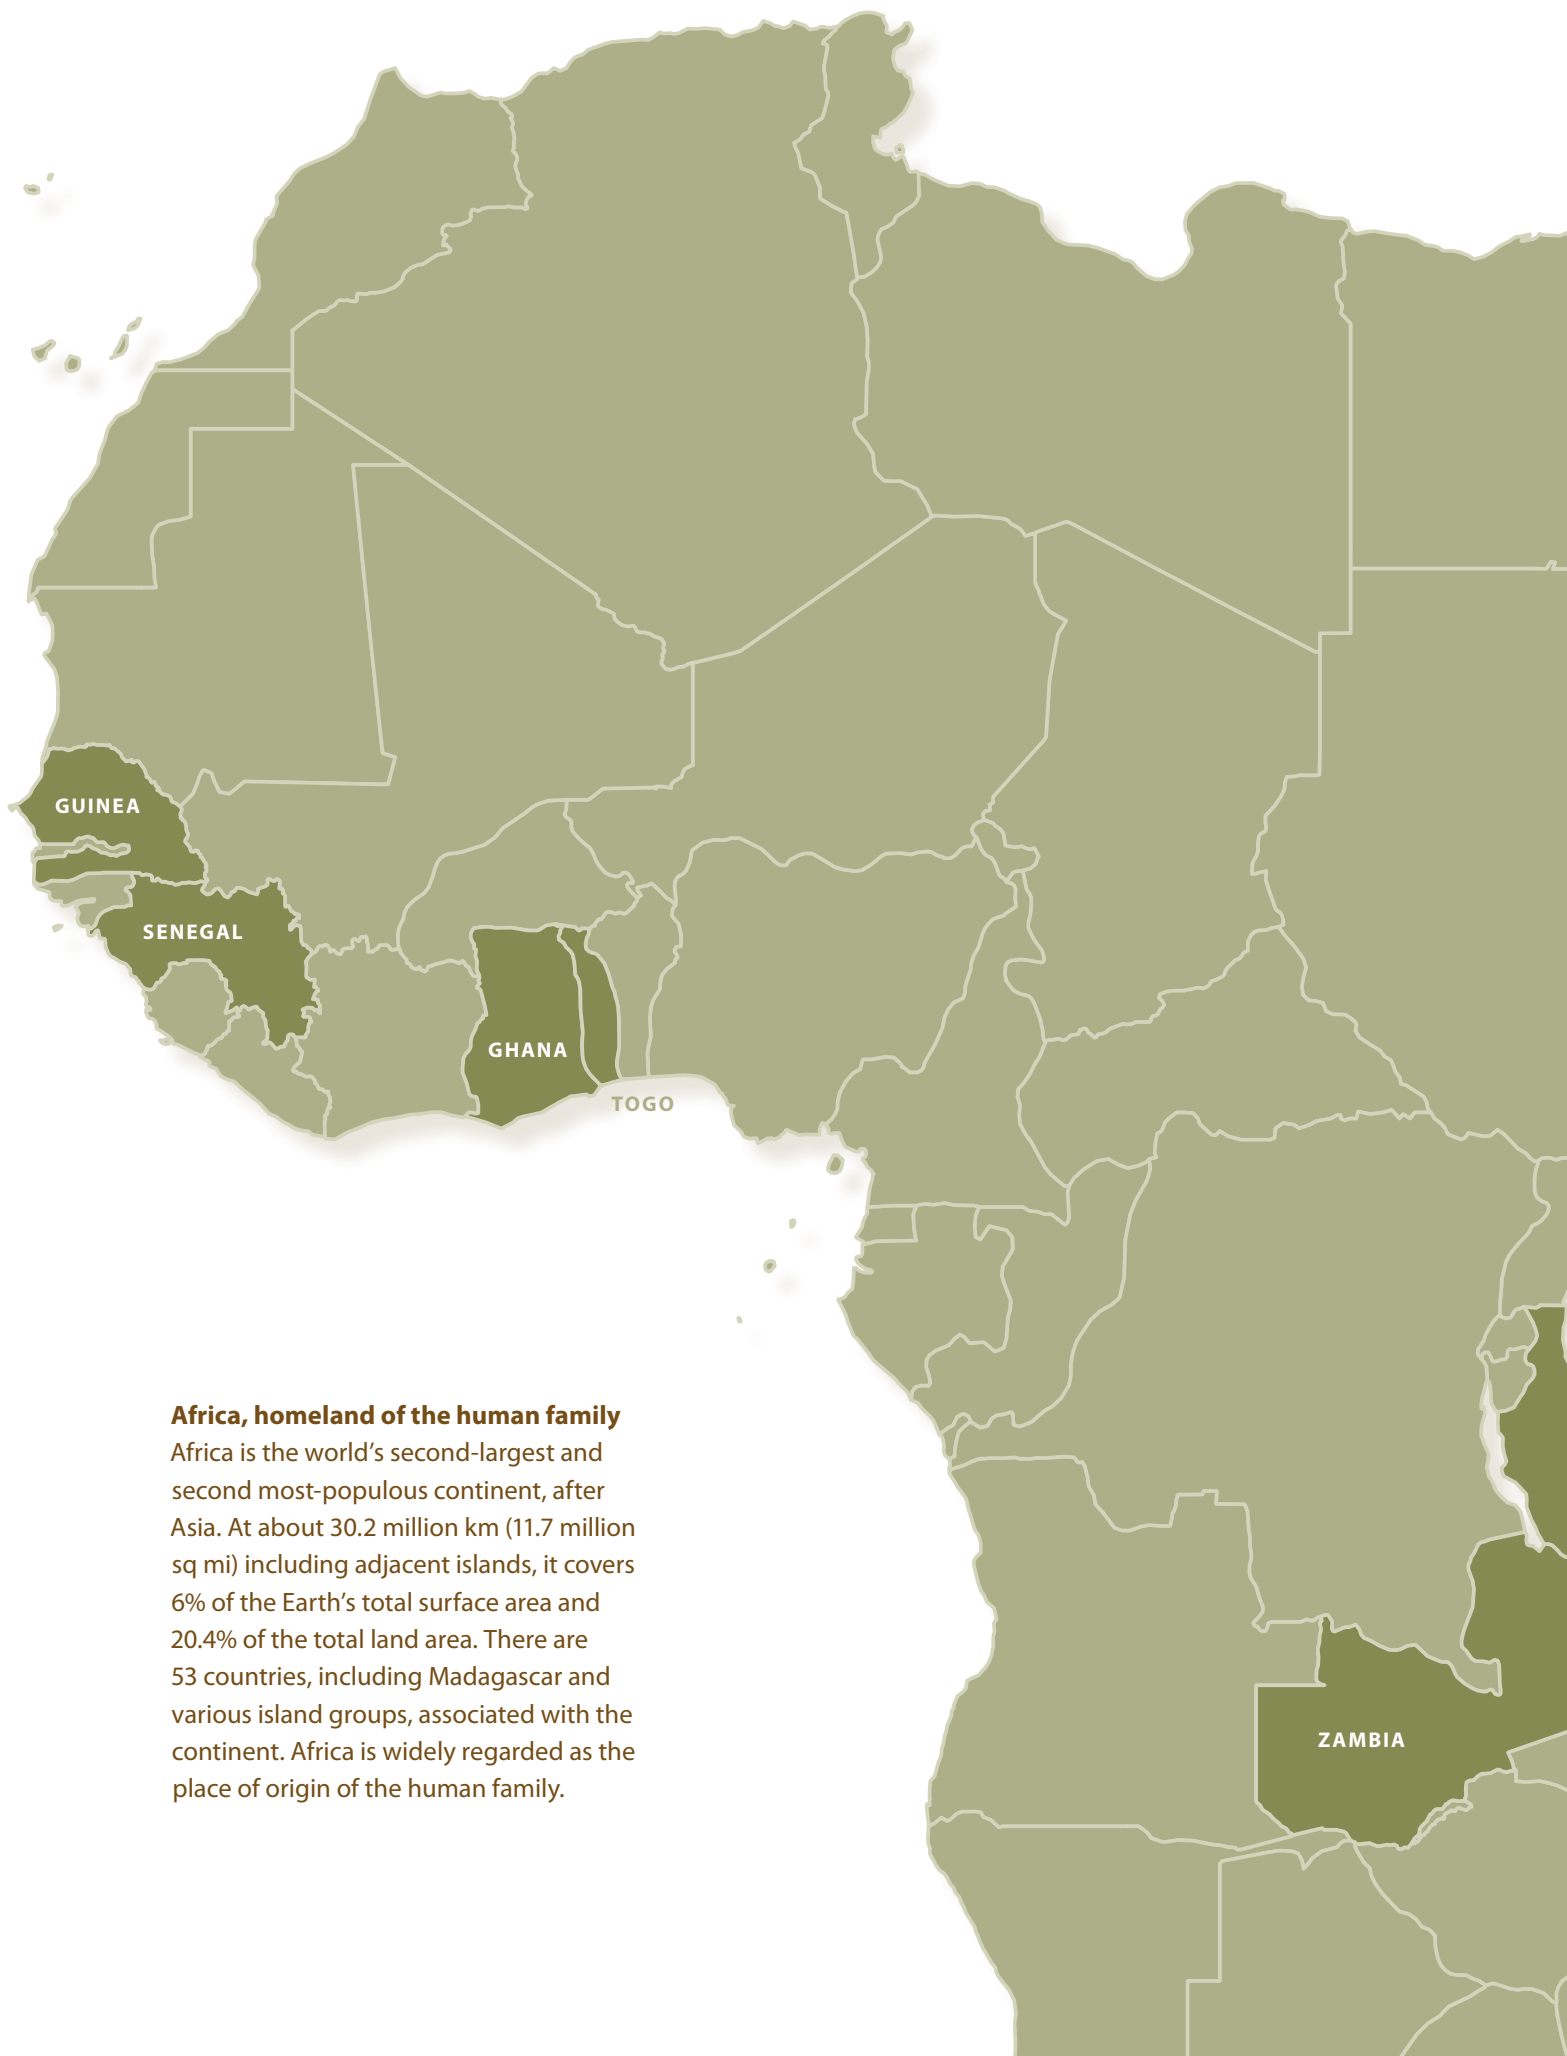 GUINEA
SENEGAL
GHANA
TOGO
Africa, homeland of the human family
Africa is the world’s second-largest and
second most-populous continent, after
Asia. At about 30.2 million km (11.7 million
sq mi) including adjacent islands, it covers
6% of the Earth’s total surface area and
20.4% of the total land area. There are
53 countries, including Madagascar and
various island groups, associated with the
continent. Africa is widely regarded as the
place of origin of the human family.
ZAMBIA